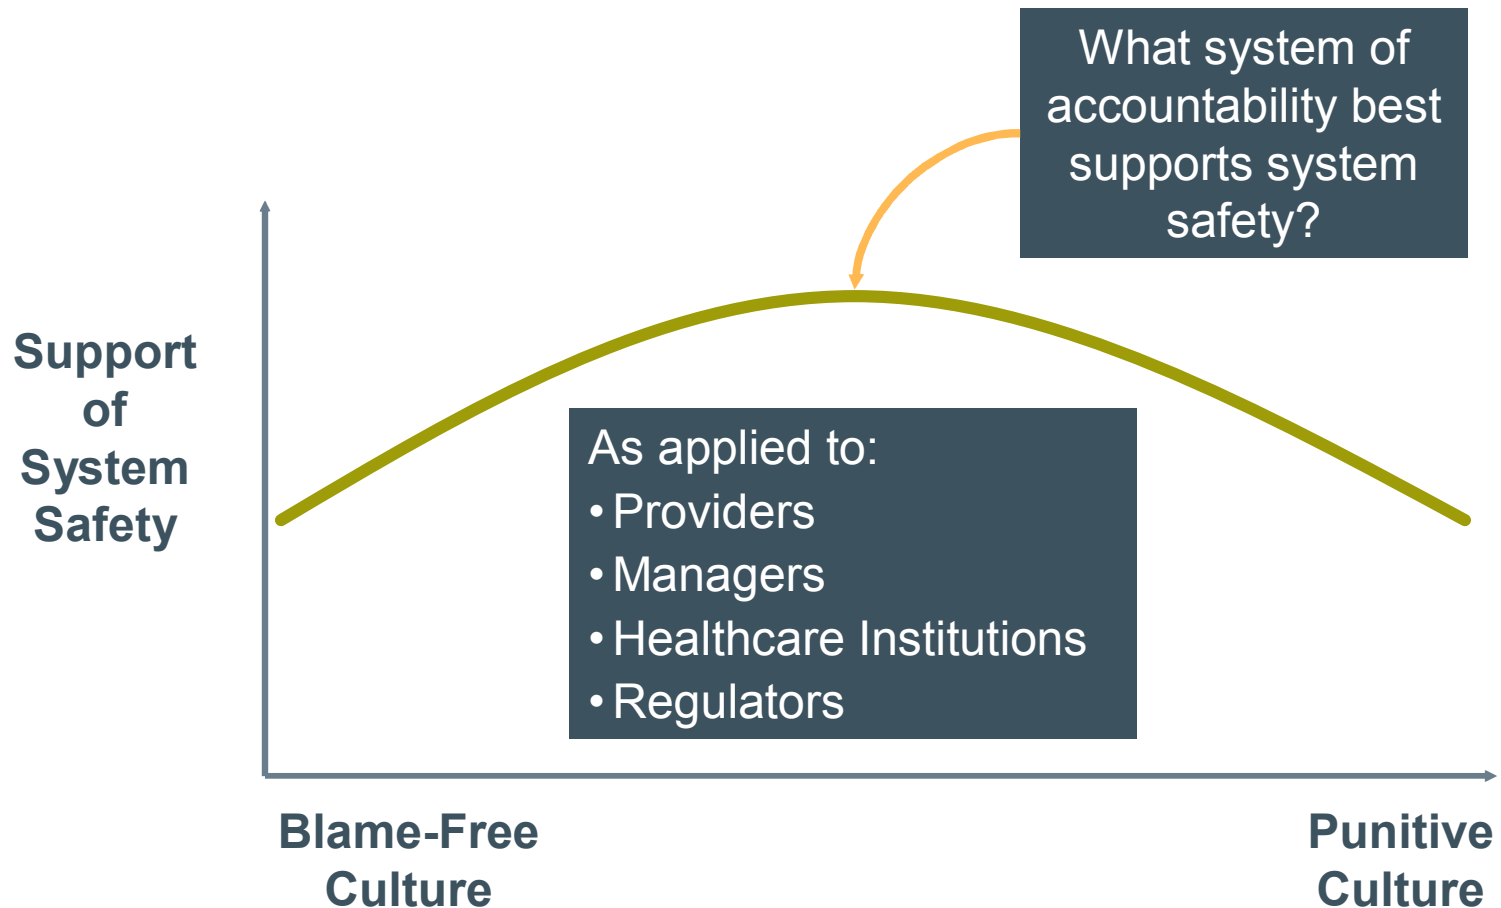 What system of
accountability best
supports system
safety?
Support
of
System
Safety
As applied to:
• Providers
• Managers
• Healthcare Institutions
• Regulators
Blame-Free
Culture
Punitive
Culture